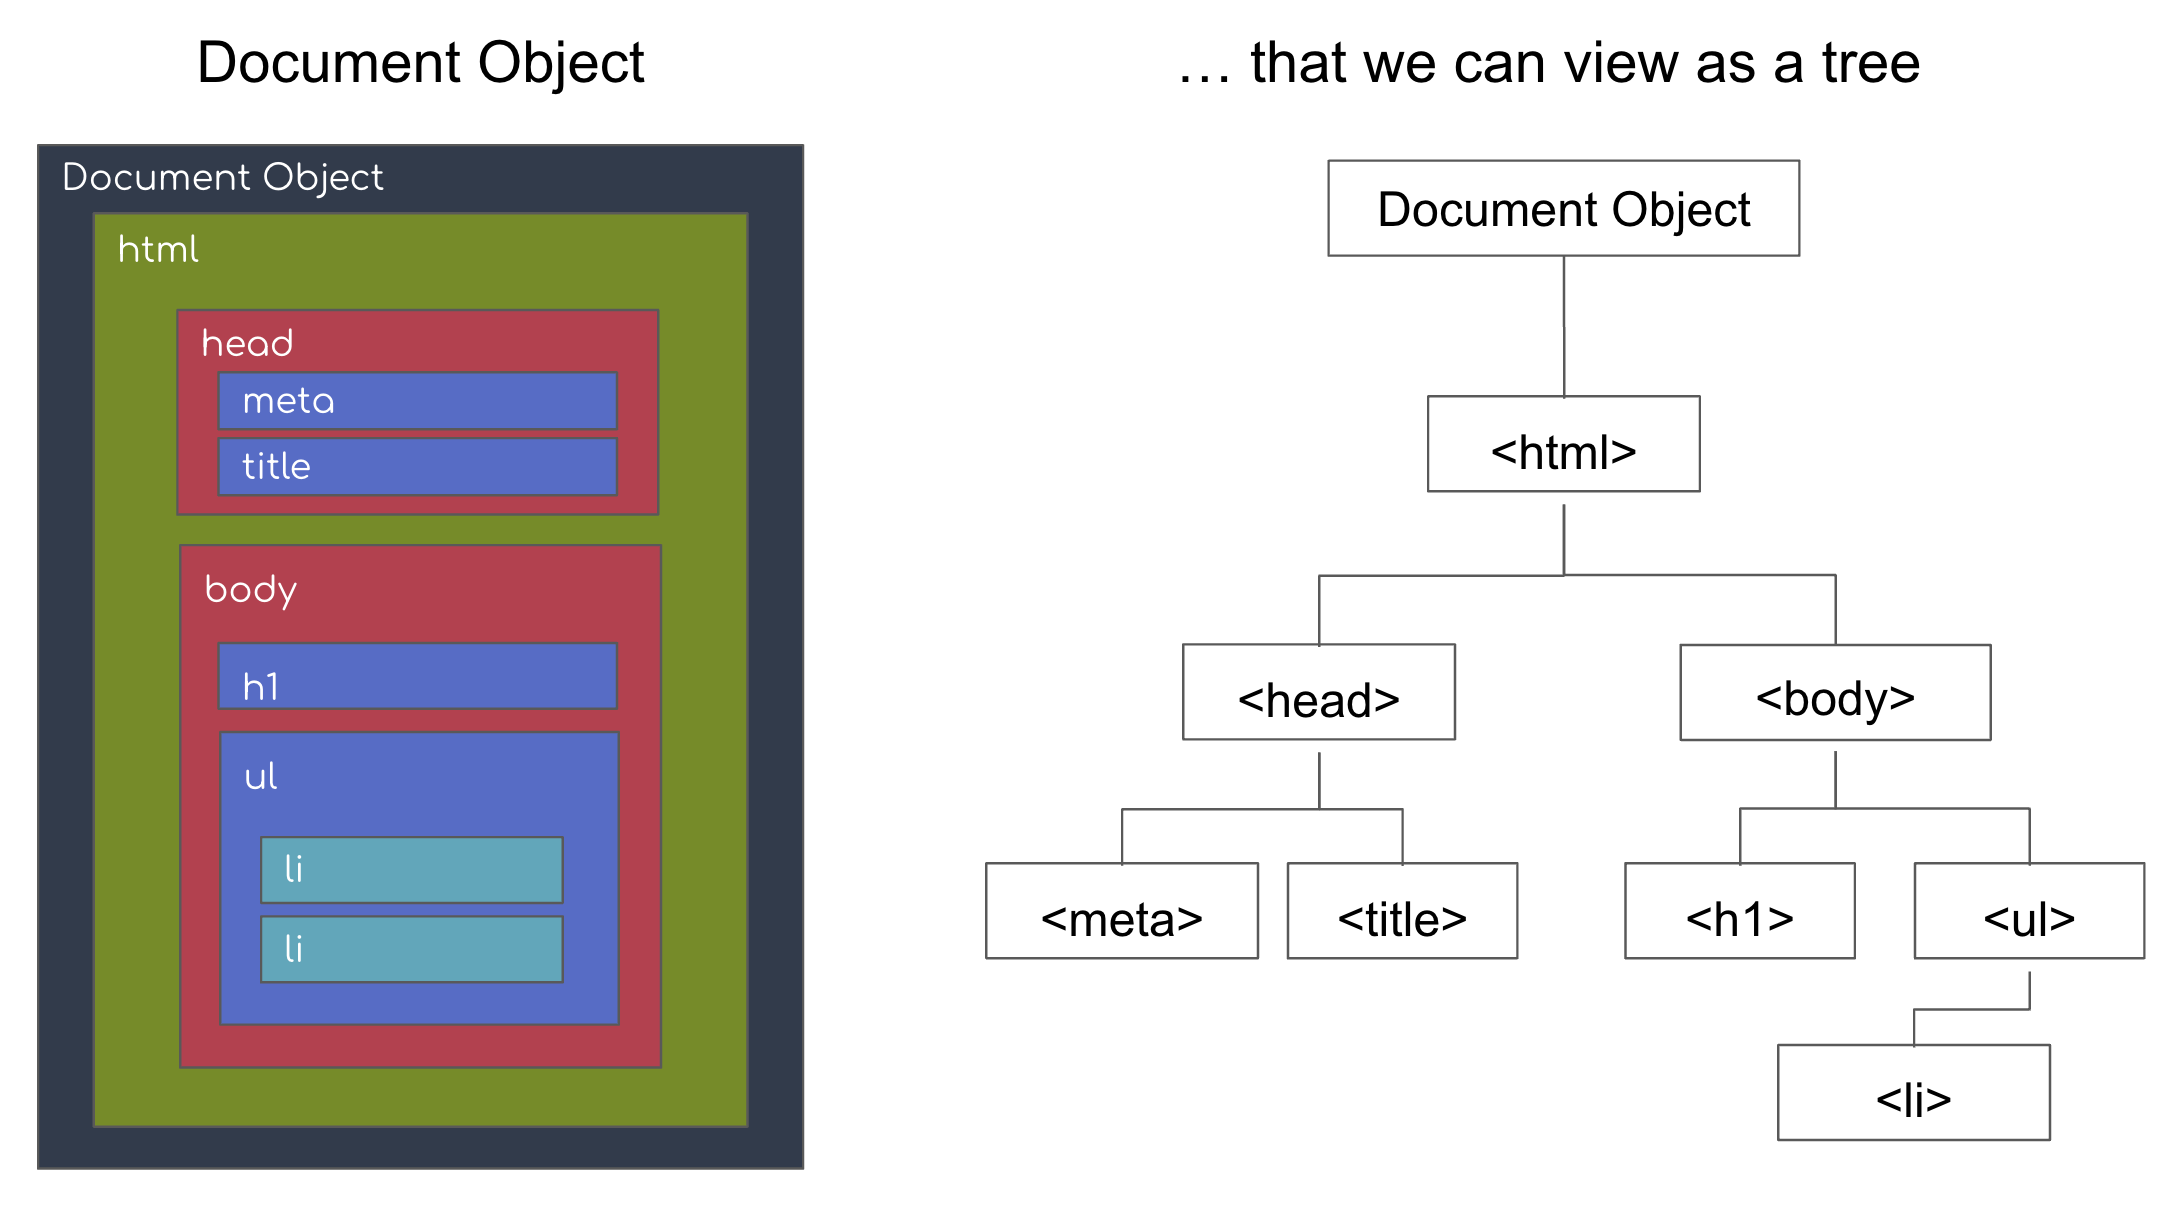 Document Object
Document Object
html
head
meta
title
body
h1
ul
li
li
… that we can view as a tree
Document Object
<html>
<head>
<body>
<meta>
<title>
<h1>
<ul>
<li>